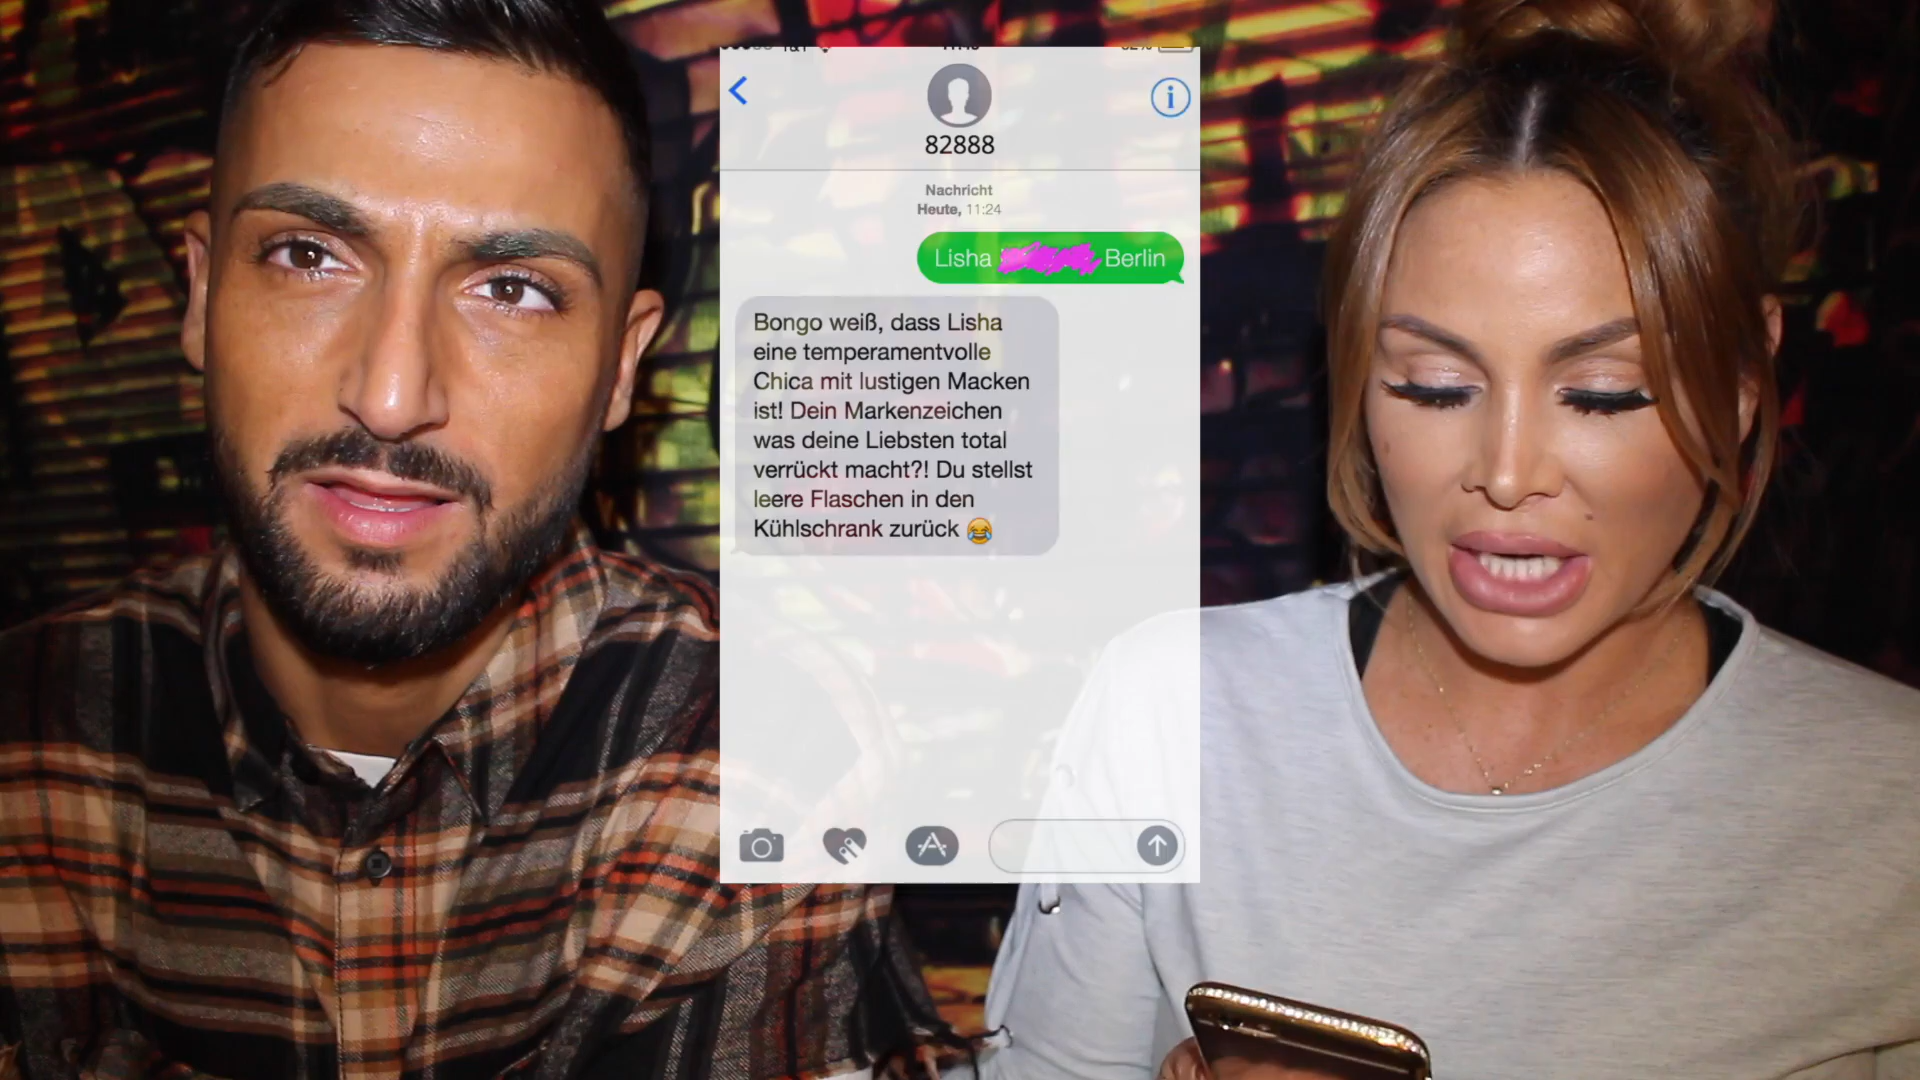 82888
Nachricht
Heute, 11:24
Lisha Berlin
Bongo weiß, dass Lisha
eine temperamentvolle
Chica mit lustigen Macken
ist! Dein Markenzeichen
was deine Liebsten total
verrückt macht?! Du stellst
leere Flaschen in den
Kühlschrank zurück 😂